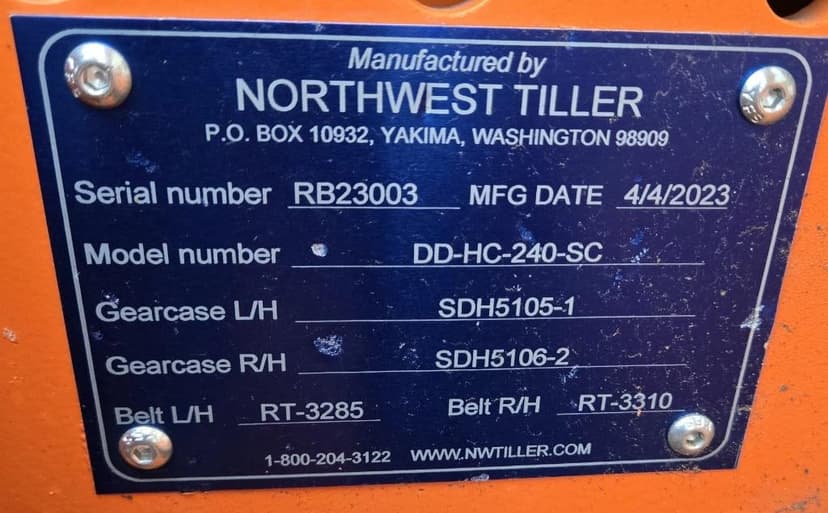 Manufactured by
NORTHWEST TILLER
P.O. BOX 10932, YAKIMA, WASHINGTON 98909
Serial number RB23003 MFG DATE 4/4/2023
Model number DD-HC-240-SC
Gearcase L/H SDH5105-1
Gearcase R/H SDH5106-2
Belt L/H RT-3285 Belt R/H RT-3310
1-800-204-3122 WWW.NWTILLER.COM